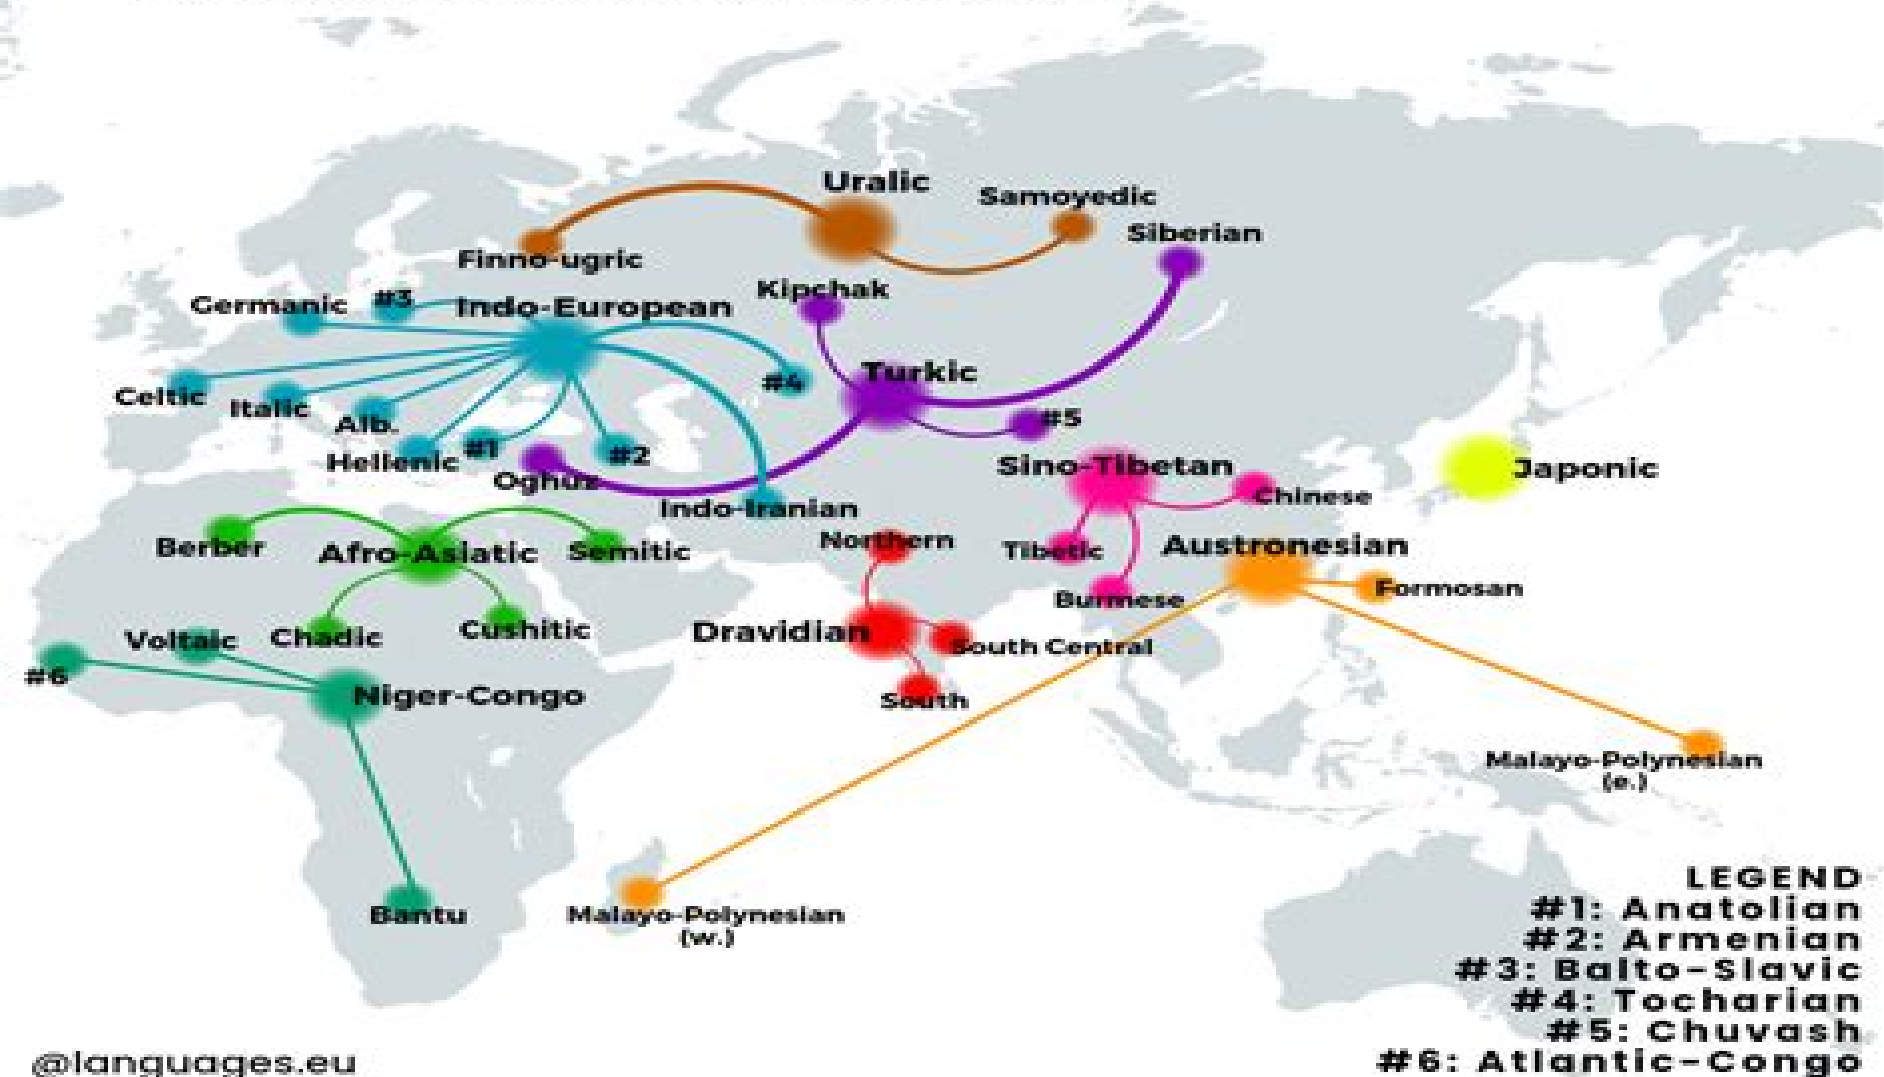 Uralic
Samoyedic
Siberian
Finno-ugric
Kipchak
Germanic
#3
Indo-European
Turkic
#4
Celtic
Italic
Alb.
#5
Hellenic
#1
#2
Oghuz
Sino-Tibetan
Japonic
Chinese
Indo-Iranian
Northern
Tibetic
Austronesian
Berber
Afro-Asiatic
Semitic
Formosan
Burmese
Voltaic
Chadic
Cushitic
Dravidian
South Central
#6
Niger-Congo
South
Malayo-Polynesian
(e.)
Bantu
Malayo-Polynesian
(w.)
LEGEND
#1: Anatolian
#2: Armenian
#3: Balto-Slavic
#4: Tocharian
#5: Chuvash
#6: Atlantic-Congo
@languages.eu